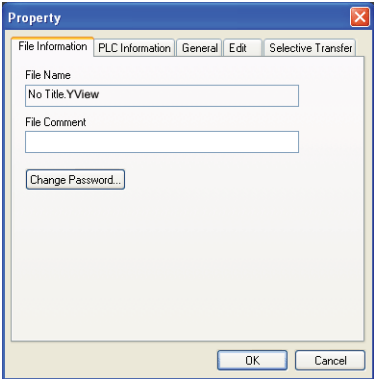 Property
File Information PLC Information General Edit Selective Transfer
File Name
No Title.YView
File Comment
Change Password...
OK Cancel